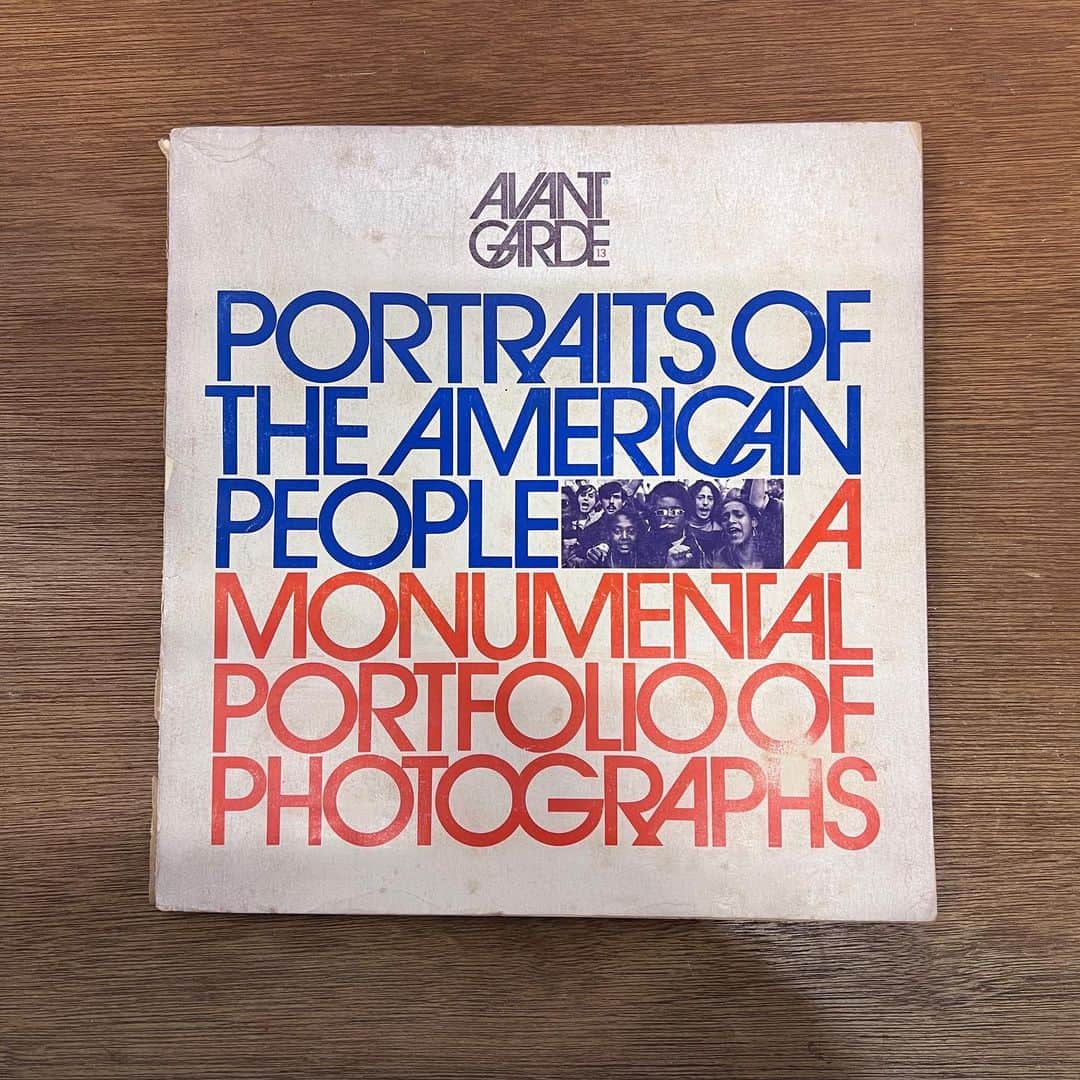 AVANT
GARDE 13
PORTRAITS OF
THE AMERICAN
PEOPLE A
MONUMENTAL
PORTFOLIO OF
PHOTOGRAPHS